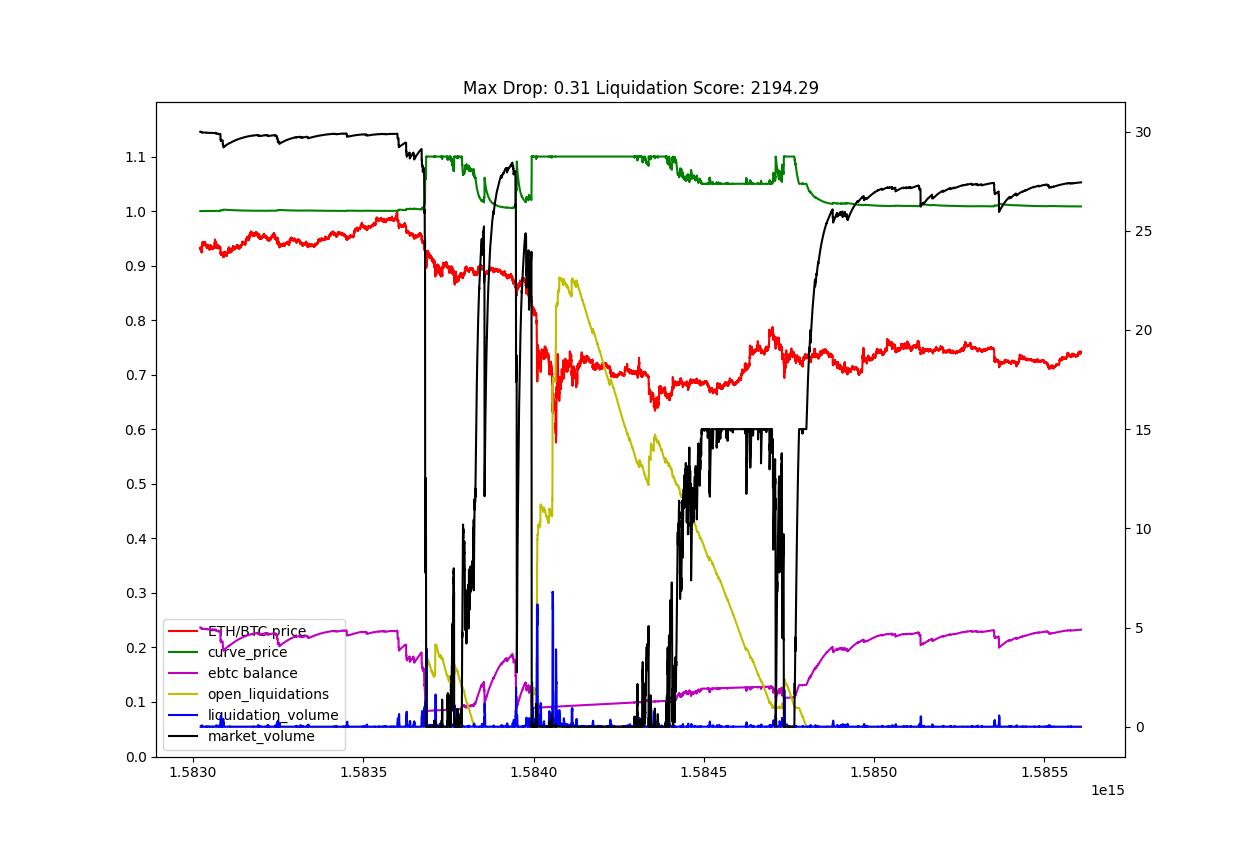 Max Drop: 0.31 Liquidation Score: 2194.29
1.1
1.0
0.9
0.8
0.7
0.6
0.5
0.4
0.3
0.2
0.1
0.0
30
25
20
15
10
5
0
ETH/BTC price
curve_price
ebtc balance
open_liquidations
liquidation_volume
market_volume
1.5830 1.5835 1.5840 1.5845 1.5850 1.5855
1e15